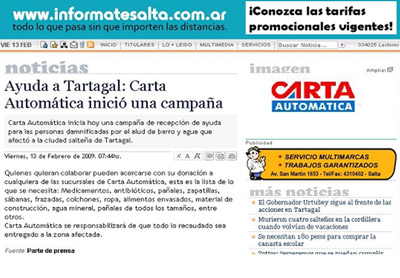 www.informatesalta.com.ar
todo lo que pasa sin que importen las distancias.
¡Conozca las tarifas
promocionales vigentes!
VIE 13 FEB
INICIO TITULARES LO + LEIDO MULTIMEDIA SERVICIOS Buscar Noticia... 334025 Lectores
noticias
Ayuda a Tartagal: Carta
Automática inició una campaña
Carta Automática inicia hoy una campaña de recepción de ayuda
para las personas damnificadas por el alud de barro y agua que
afectó a la ciudad salteña de Tartagal.
Viernes, 13 de Febrero de 2009. 07:44hs.
Quienes quieran colaborar pueden acercarse con su donación a
cualquiera de las sucursales de Carta Automática, esta es la lista de lo
que se necesita: Medicamentos, antibióticos, pañales, zapatillas,
sábanas, frazadas, colchones, ropa, alimentos envasados, material de
construcción, agua mineral, pañales de todos los tamaños, entre
otros.
Carta Automática se responsabilizará de que todo lo recaudado sea
entregado a la zona afectada.
Fuente: Parte de prensa
imagen
Ampliar
CARTA
AUTOMATICA
Publicidad
SERVICIO MULTIMARCAS
TRABAJOS GARANTIZADOS
Av. San Martín 1653 - Tel/Fax: 4310402 - Salta
más noticias
El Gobernador Urtubey sigue al frente de las
acciones en Tartagal
Murieron cuatro salteños en la cordillera
cuando volvían de vacaciones
Se necesitan 180 pesos para comprar la
canasta escolar